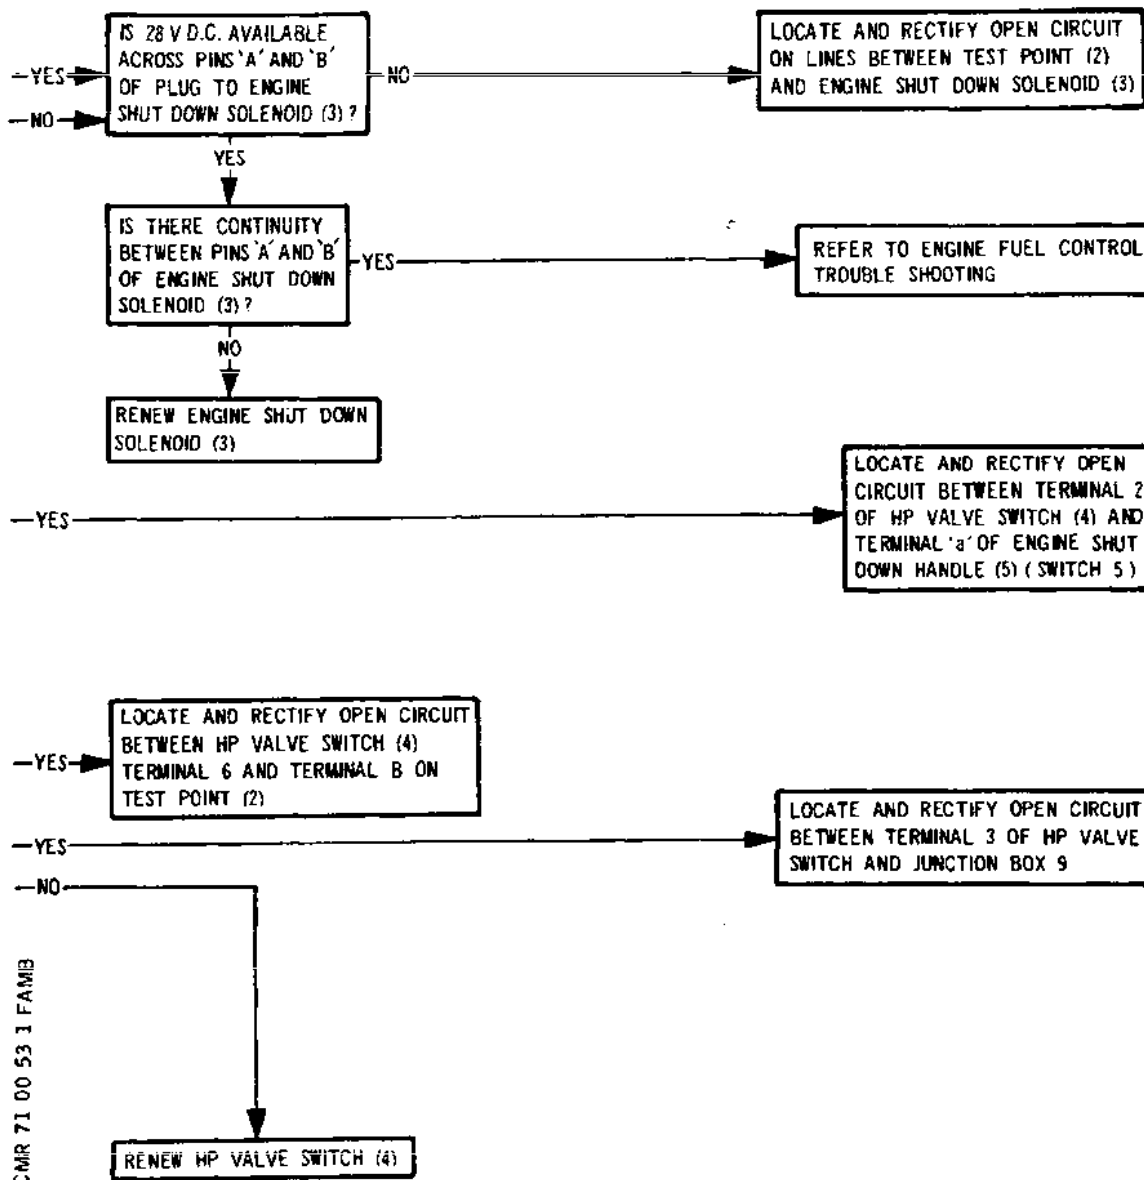 IS 28 V D.C. AVAILABLE
ACROSS PINS 'A' AND 'B'
OF PLUG TO ENGINE
SHUT DOWN SOLENOID (3) ?
YES
NO
NO
LOCATE AND RECTIFY OPEN CIRCUIT
ON LINES BETWEEN TEST POINT (2)
AND ENGINE SHUT DOWN SOLENOID (3)
YES
IS THERE CONTINUITY
BETWEEN PINS 'A' AND 'B'
OF ENGINE SHUT DOWN
SOLENOID (3) ?
YES
REFER TO ENGINE FUEL CONTROL
TROUBLE SHOOTING
NO
RENEW ENGINE SHUT DOWN
SOLENOID (3)
YES
LOCATE AND RECTIFY OPEN
CIRCUIT BETWEEN TERMINAL 2
OF HP VALVE SWITCH (4) AND
TERMINAL 'a' OF ENGINE SHUT
DOWN HANDLE (5) ( SWITCH 5 )
YES
LOCATE AND RECTIFY OPEN CIRCUIT
BETWEEN HP VALVE SWITCH (4)
TERMINAL 6 AND TERMINAL B ON
TEST POINT (2)
YES
LOCATE AND RECTIFY OPEN CIRCUIT
BETWEEN TERMINAL 3 OF HP VALVE
SWITCH AND JUNCTION BOX 9
NO
RENEW HP VALVE SWITCH (4)
CMR 71 00 53 1 FAMB